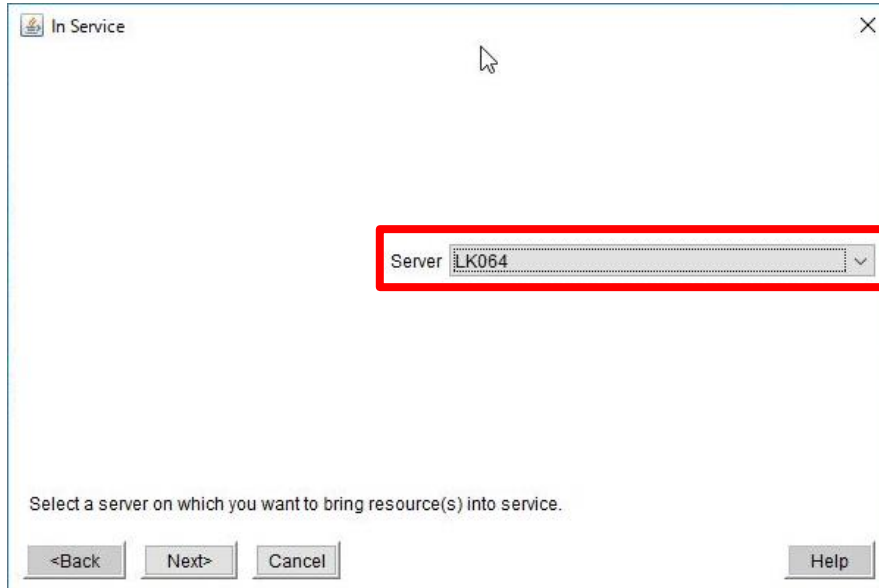 In Service
Server LK064
Select a server on which you want to bring resource(s) into service.
<Back Next> Cancel Help